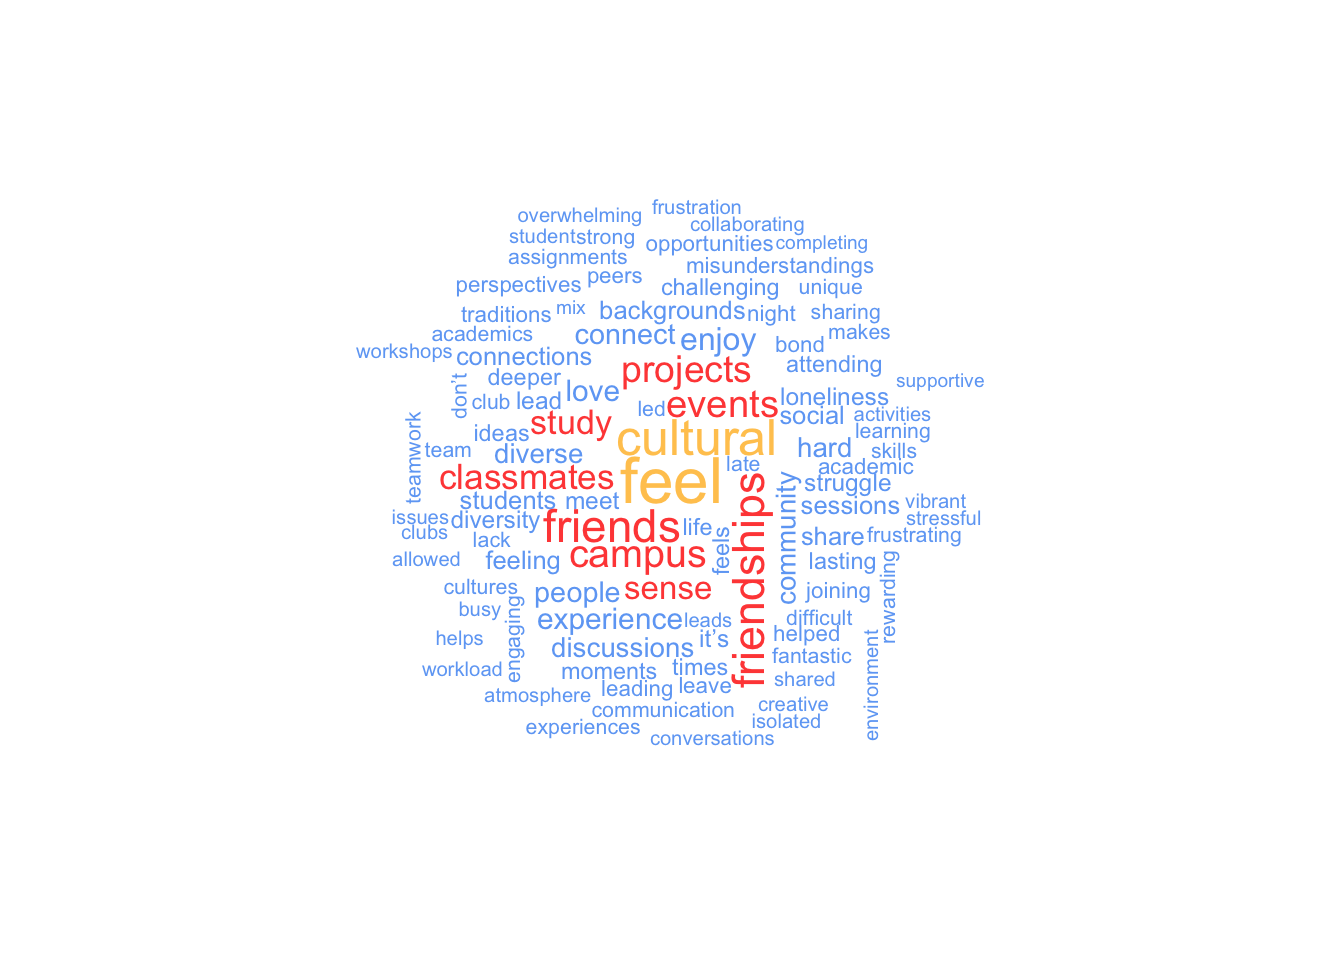 frustration
overwhelming
collaborating
student
strong
opportunities
completing
assignments
misunderstandings
peers
perspectives
challenging
unique
mix
backgrounds
night
sharing
traditions
makes
academics
connect
enjoy
bond
workshops
connections
attending
projects
deeper
supportive
don’t
love
loneliness
club
lead
led
events
social
activities
study
cultural
learning
ideas
team
diverse
hard
skills
teamwork
late
academic
classmates
feel
struggle
students
meet
sessions
vibrant
community
issues
diversity
friends
life
stressful
clubs
lack
share
frustrating
feels
allowed
feeling
campus
lasting
friendships
cultures
people
sense
joining
rewarding
busy
experience
leads
difficult
helps
engaging
discussions
it’s
helped
workload
moments
times
fantastic
atmosphere
leading
leave
shared
environment
communication
creative
experiences
isolated
conversations